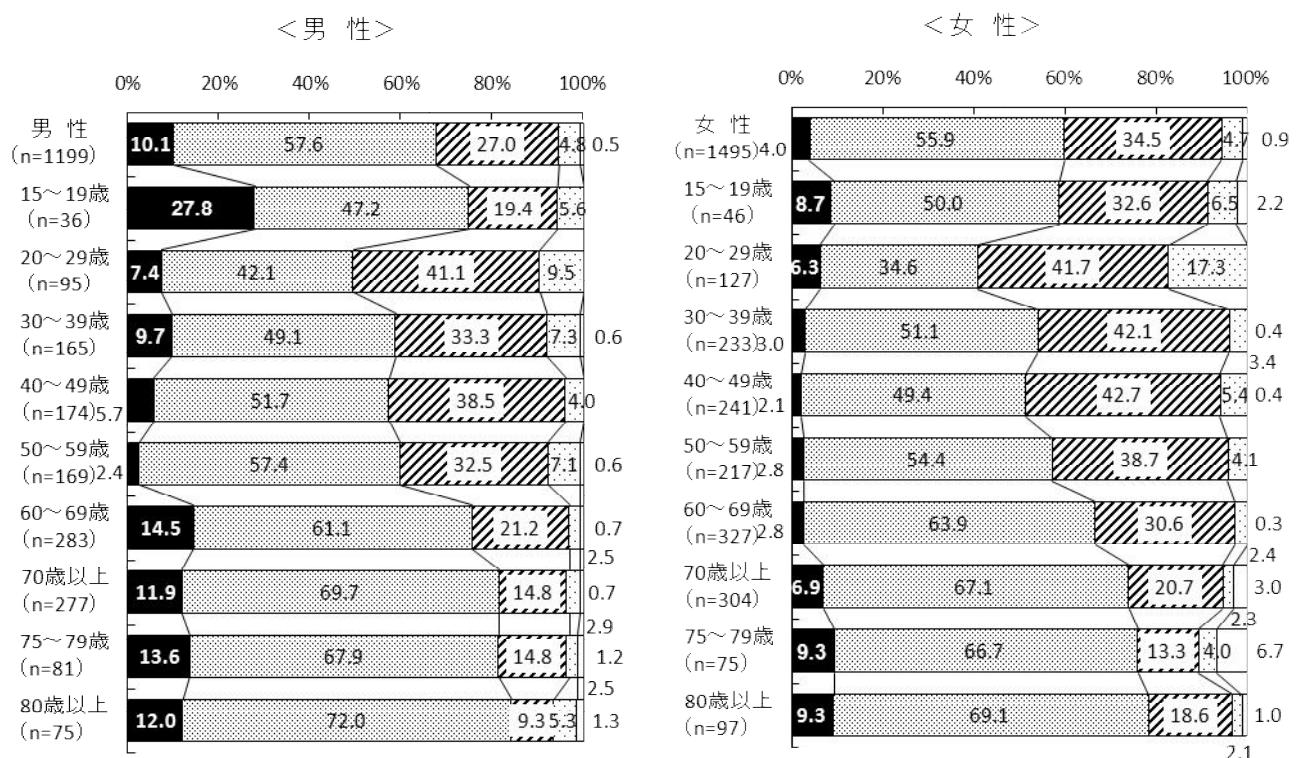 ＜男 性＞
0% 20% 40% 60% 80% 100%
男 性
(n=1199)
10.1 57.6 27.0 4.8 0.5
15～19歳
(n=36)
27.8 47.2 19.4 5.6
20～29歳
(n=95)
7.4 42.1 41.1 9.5
30～39歳
(n=165)
9.7 49.1 33.3 7.3 0.6
40～49歳
(n=174)
5.7 51.7 38.5 4.0
50～59歳
(n=169)
2.4 57.4 32.5 7.1 0.6
60～69歳
(n=283)
14.5 61.1 21.2 0.7
2.5
70歳以上
(n=277)
11.9 69.7 14.8 0.7
2.9
75～79歳
(n=81)
13.6 67.9 14.8 1.2
2.5
80歳以上
(n=75)
12.0 72.0 9.3 5.3 1.3
＜女 性＞
0% 20% 40% 60% 80% 100%
女 性
(n=1495)
4.0 55.9 34.5 4.7 0.9
15～19歳
(n=46)
8.7 50.0 32.6 6.5 2.2
20～29歳
(n=127)
6.3 34.6 41.7 17.3
30～39歳
(n=233)
3.0 51.1 42.1 0.4
3.4
40～49歳
(n=241)
2.1 49.4 42.7 5.4 0.4
50～59歳
(n=217)
2.8 54.4 38.7 4.1
60～69歳
(n=327)
2.8 63.9 30.6 0.3
2.4
70歳以上
(n=304)
6.9 67.1 20.7 3.0
2.3
75～79歳
(n=75)
9.3 66.7 13.3 4.0 6.7
80歳以上
(n=97)
9.3 69.1 18.6 1.0
2.1